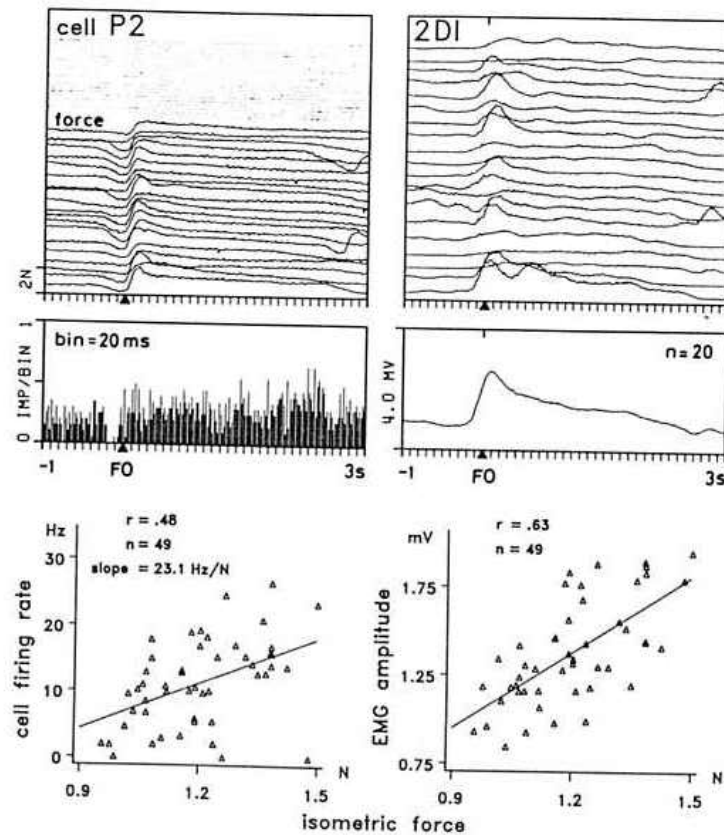 cell P2
2DI
force
2N
bin = 20 ms
n = 20
0 IMP/BIN 1
4.0 MV
-1 FO 3s
-1 FO 3s
Hz
r = .48
n = 49
slope = 23.1 Hz/N
30
20
10
0
cell firing rate
0.9 1.2 1.5 N
mV
r = .63
n = 49
1.75
1.25
0.75
EMG amplitude
0.9 1.2 1.5 N
isometric force